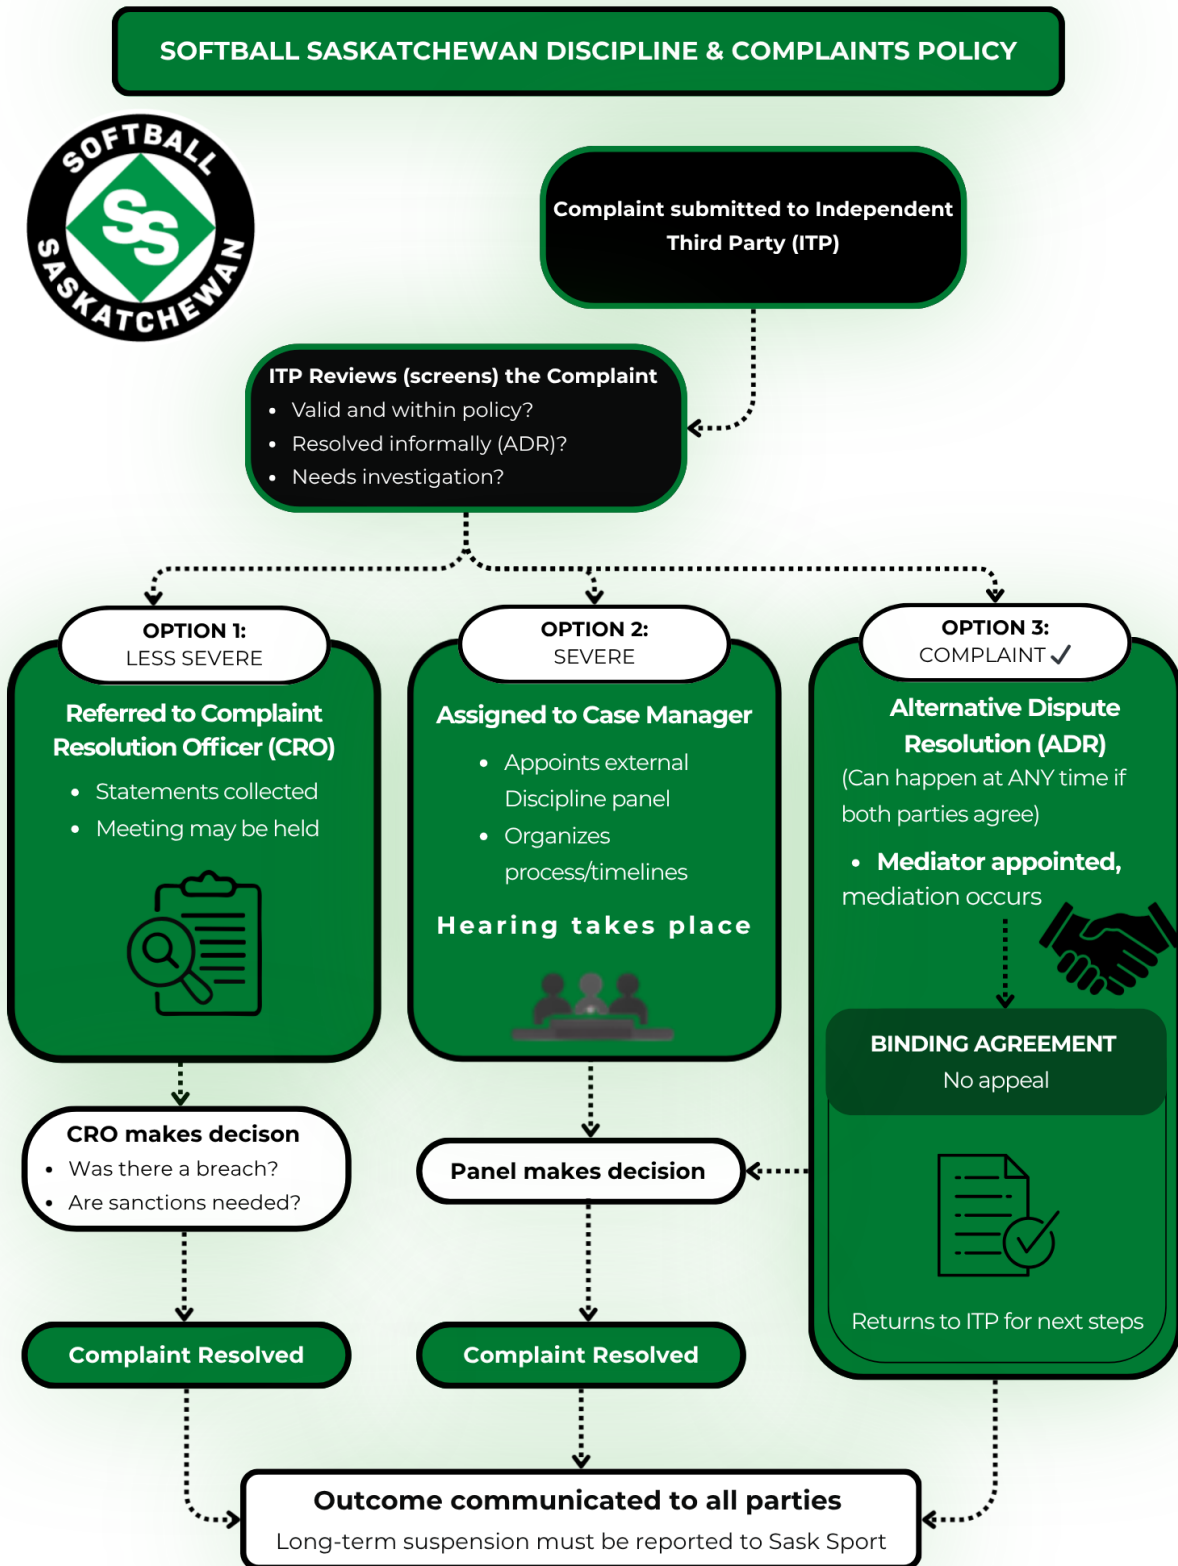 SOFTBALL SASKATCHEWAN DISCIPLINE & COMPLAINTS POLICY
SOFTBALL
SS
SASKATCHEWAN
Complaint submitted to Independent
Third Party (ITP)
ITP Reviews (screens) the Complaint
• Valid and within policy?
• Resolved informally (ADR)?
• Needs investigation?
OPTION 1:
LESS SEVERE
Referred to Complaint
Resolution Officer (CRO)
• Statements collected
• Meeting may be held
CRO makes decison
• Was there a breach?
• Are sanctions needed?
Complaint Resolved
OPTION 2:
SEVERE
Assigned to Case Manager
• Appoints external
Discipline panel
• Organizes
process/timelines
Hearing takes place
Panel makes decision
Complaint Resolved
OPTION 3:
COMPLAINT ✓
Alternative Dispute
Resolution (ADR)
(Can happen at ANY time if
both parties agree)
• Mediator appointed,
mediation occurs
BINDING AGREEMENT
No appeal
Returns to ITP for next steps
Outcome communicated to all parties
Long-term suspension must be reported to Sask Sport